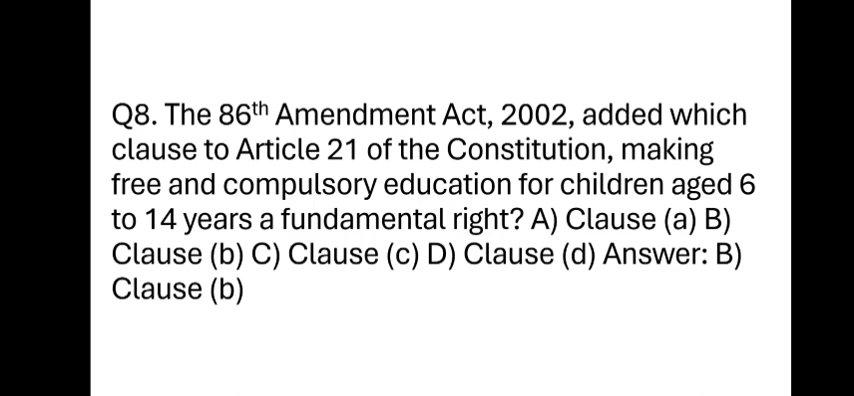 Q8. The 86th Amendment Act, 2002, added which
clause to Article 21 of the Constitution, making
free and compulsory education for children aged 6
to 14 years a fundamental right? A) Clause (a) B)
Clause (b) C) Clause (c) D) Clause (d) Answer: B)
Clause (b)